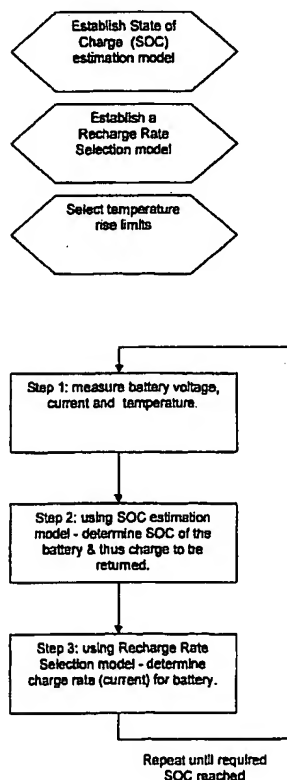 Establish State of
Charge (SOC)
estimation model
Establish a
Recharge Rate
Selection model
Select temperature
rise limits
Step 1: measure battery voltage,
current and temperature.
Step 2: using SOC estimation
model - determine SOC of the
battery & thus charge to be
returned.
Step 3: using Recharge Rate
Selection model - determine
charge rate (current) for battery.
Repeat until required
SOC reached